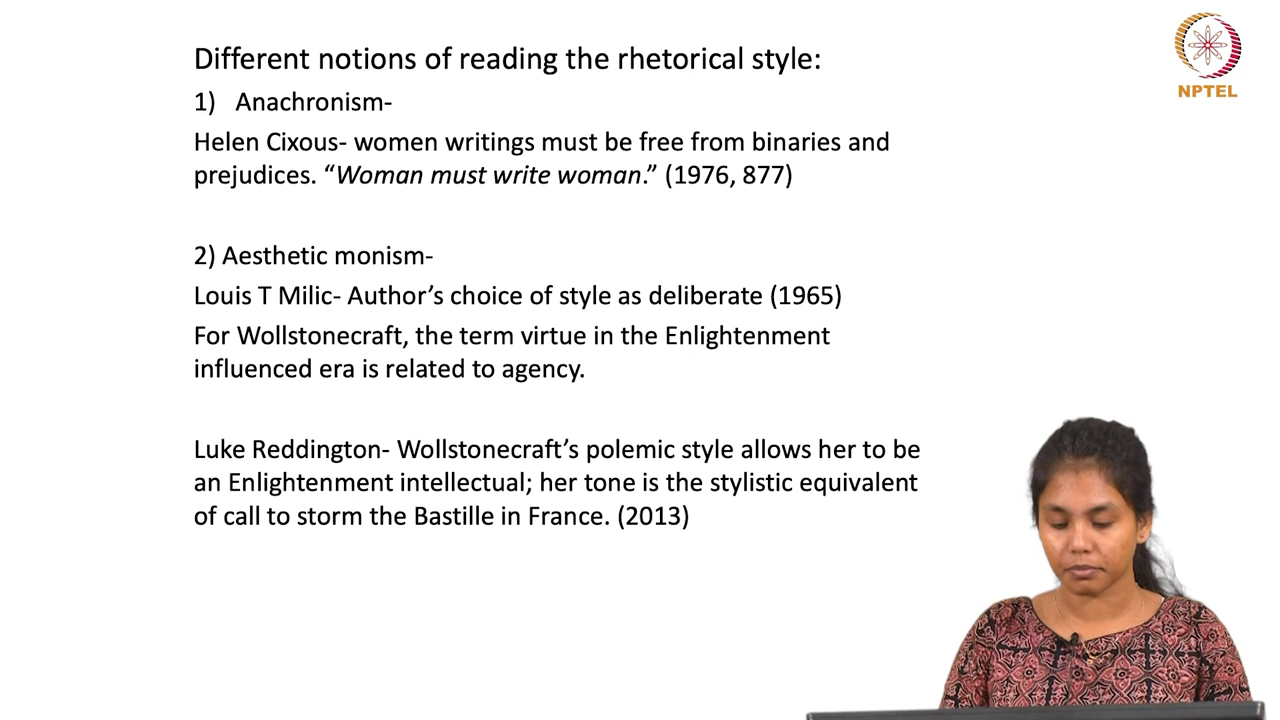 Different notions of reading the rhetorical style:
1) Anachronism-
Helen Cixous- women writings must be free from binaries and
prejudices. “Woman must write woman.” (1976, 877)
2) Aesthetic monism-
Louis T Milic- Author’s choice of style as deliberate (1965)
For Wollstonecraft, the term virtue in the Enlightenment
influenced era is related to agency.
Luke Reddington- Wollstonecraft’s polemic style allows her to be
an Enlightenment intellectual; her tone is the stylistic equivalent
of call to storm the Bastille in France. (2013)
NPTEL